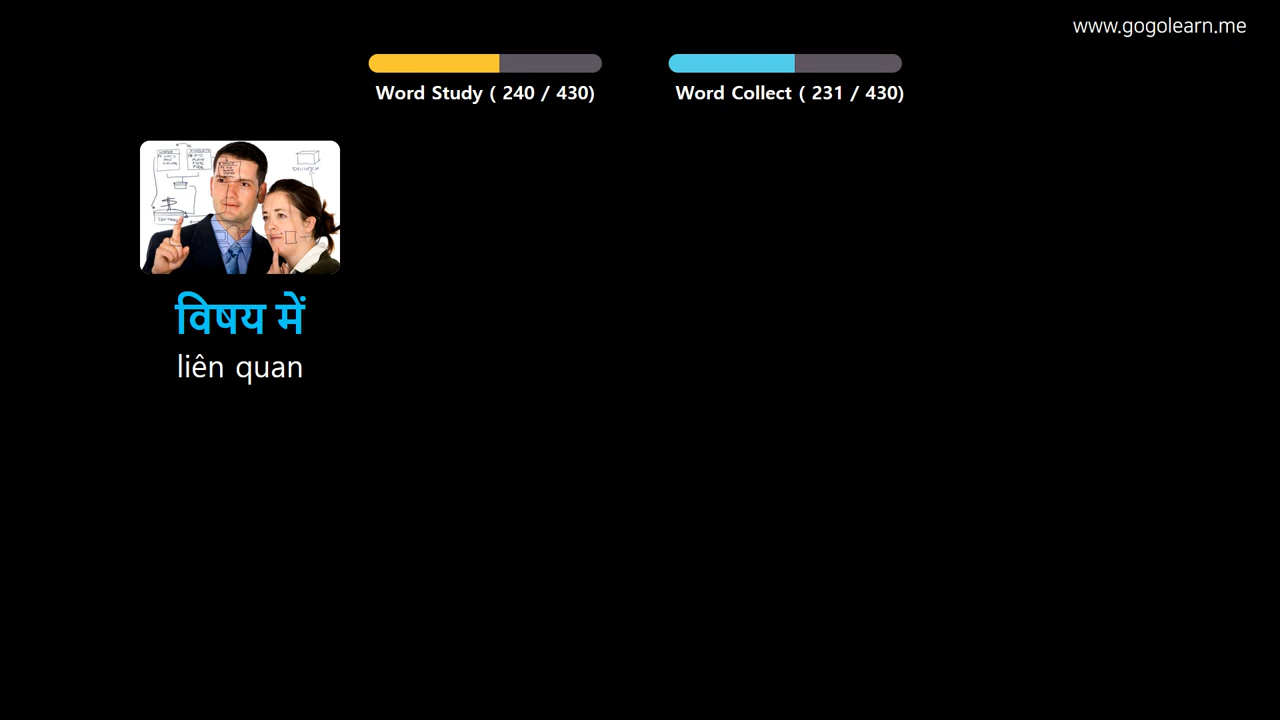 www.gogolearn.me
Word Study ( 240 / 430)
Word Collect ( 231 / 430)
विषय में
liên quan